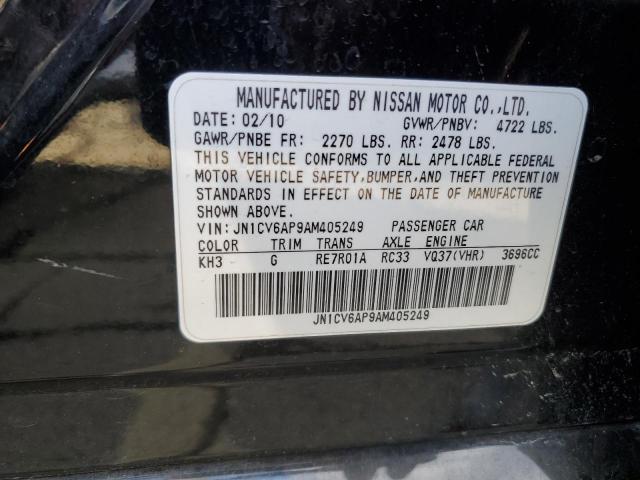 MANUFACTURED BY NISSAN MOTOR CO.,LTD.
DATE: 02/10 GVWR/PNBV: 4722 LBS.
GAWR/PNBE FR: 2270 LBS. RR: 2478 LBS.
THIS VEHICLE CONFORMS TO ALL APPLICABLE FEDERAL
MOTOR VEHICLE SAFETY,BUMPER,AND THEFT PREVENTION
STANDARDS IN EFFECT ON THE DATE OF MANUFACTURE
SHOWN ABOVE.
VIN: JN1CV6AP9AM405249 PASSENGER CAR
COLOR TRIM TRANS AXLE ENGINE
KH3 G RE7R01A RC33 VQ37(VHR) 3696CC
JN1CV6AP9AM405249